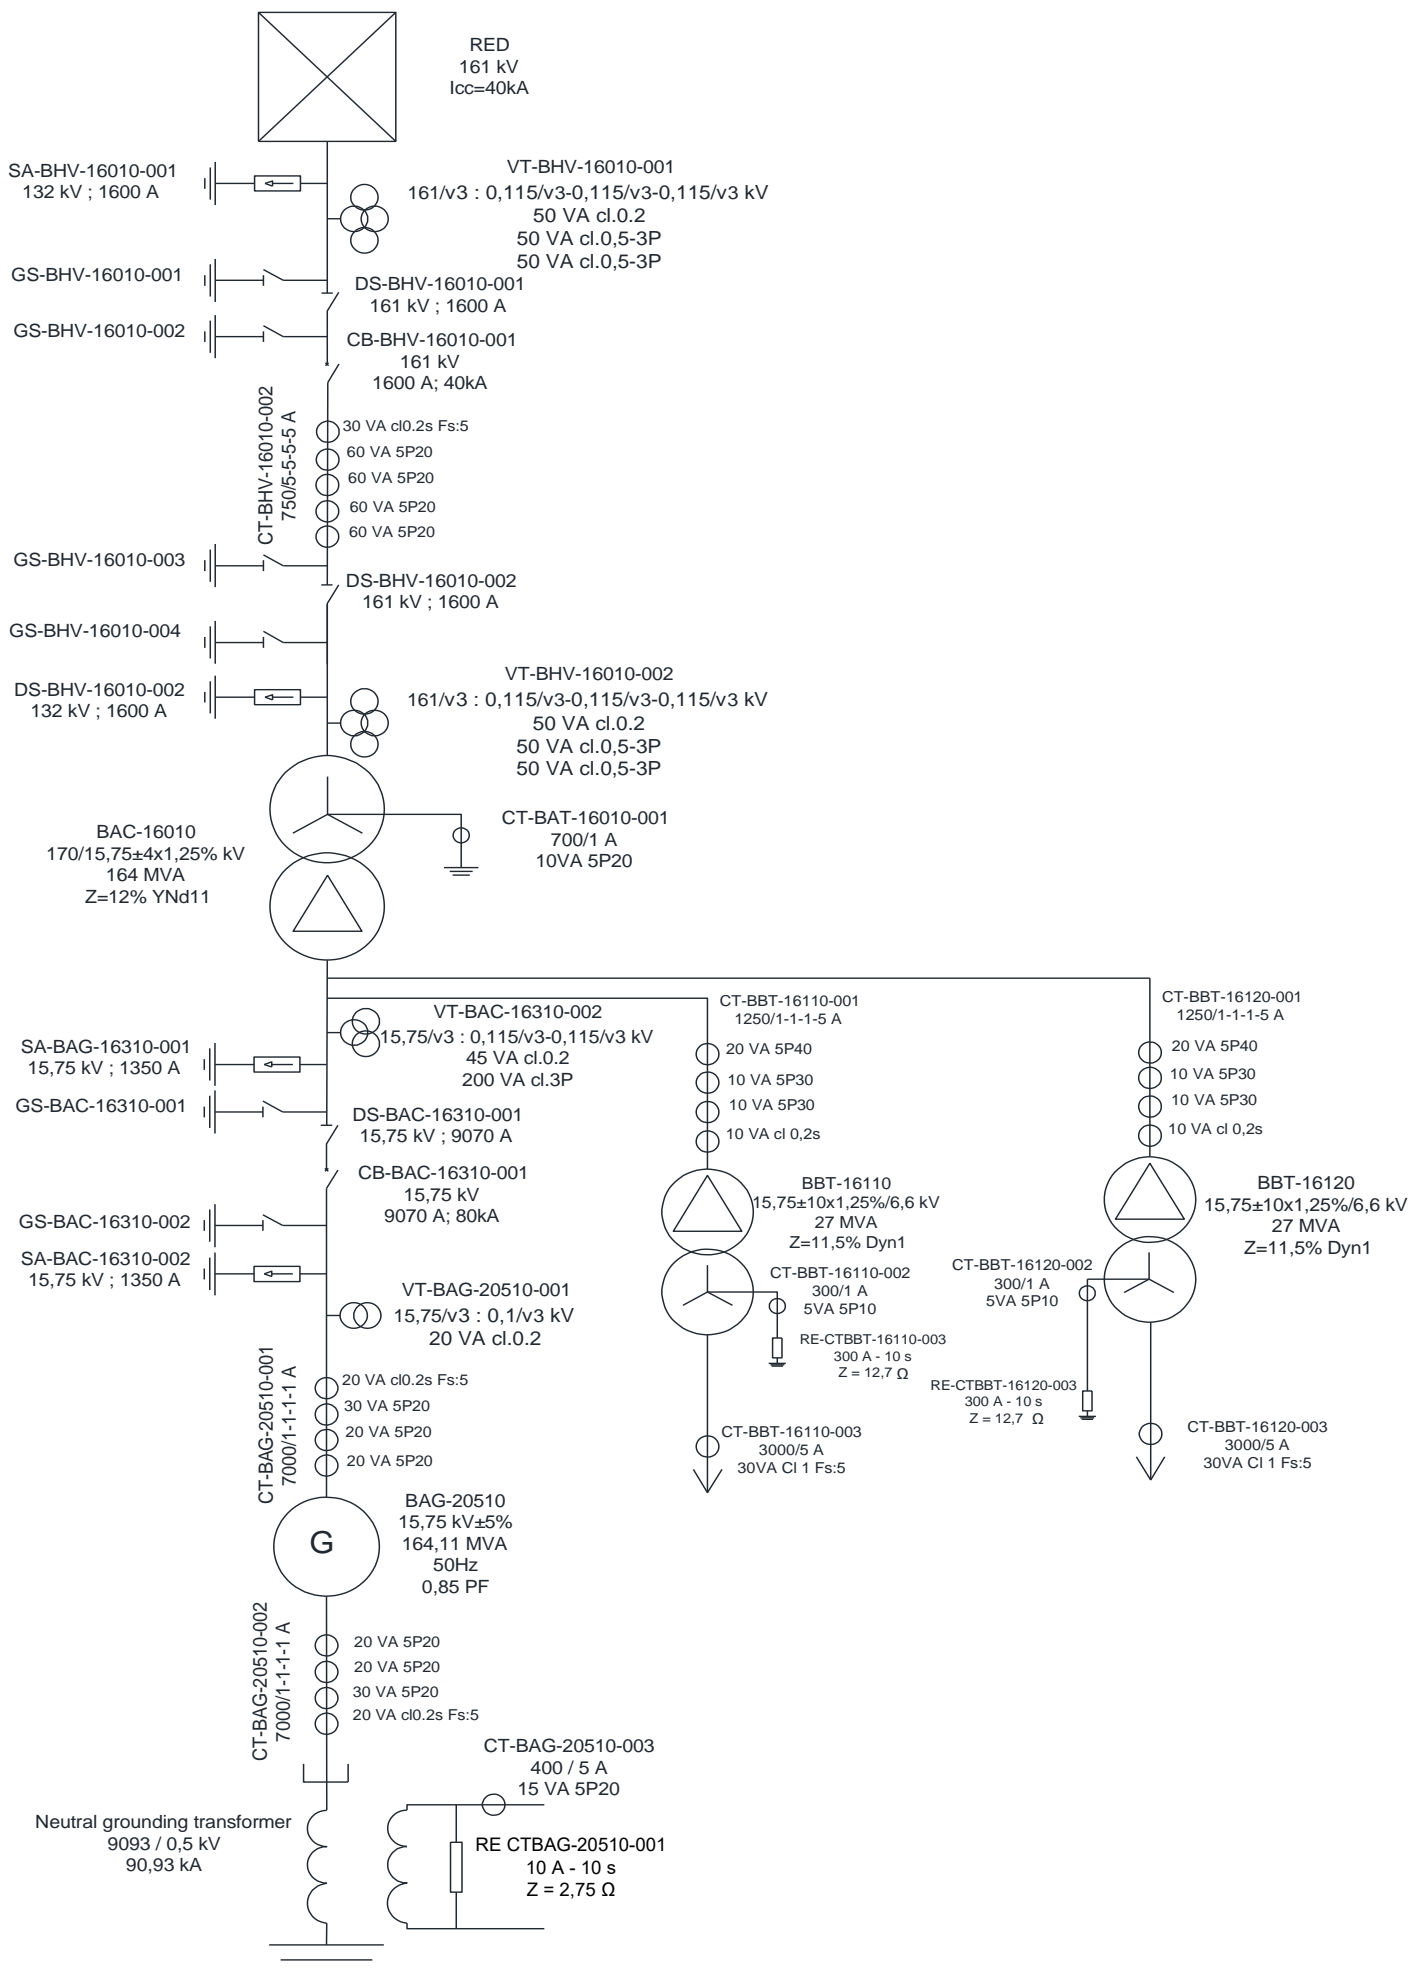 RED
161 kV
Icc=40kA
SA-BHV-16010-001
132 kV ; 1600 A
VT-BHV-16010-001
161/v3 : 0,115/v3-0,115/v3-0,115/v3 kV
50 VA cl.0.2
50 VA cl.0,5-3P
50 VA cl.0,5-3P
GS-BHV-16010-001
DS-BHV-16010-001
161 kV ; 1600 A
GS-BHV-16010-002
CB-BHV-16010-001
161 kV
1600 A; 40kA
CT-BHV-16010-002
750/5-5-5-5 A
30 VA cl0.2s Fs:5
60 VA 5P20
60 VA 5P20
60 VA 5P20
60 VA 5P20
GS-BHV-16010-003
DS-BHV-16010-002
161 kV ; 1600 A
GS-BHV-16010-004
DS-BHV-16010-002
132 kV ; 1600 A
VT-BHV-16010-002
161/v3 : 0,115/v3-0,115/v3-0,115/v3 kV
50 VA cl.0.2
50 VA cl.0,5-3P
50 VA cl.0,5-3P
BAC-16010
170/15,75±4x1,25% kV
164 MVA
Z=12% YNd11
CT-BAT-16010-001
700/1 A
10VA 5P20
VT-BAC-16310-002
15,75/v3 : 0,115/v3-0,115/v3 kV
45 VA cl.0.2
200 VA cl.3P
SA-BAG-16310-001
15,75 kV ; 1350 A
GS-BAC-16310-001
DS-BAC-16310-001
15,75 kV ; 9070 A
CB-BAC-16310-001
15,75 kV
9070 A; 80kA
GS-BAC-16310-002
SA-BAC-16310-002
15,75 kV ; 1350 A
VT-BAG-20510-001
15,75/v3 : 0,1/v3 kV
20 VA cl.0.2
CT-BAG-20510-001
7000/1-1-1-1 A
20 VA cl0.2s Fs:5
30 VA 5P20
20 VA 5P20
20 VA 5P20
G
BAG-20510
15,75 kV±5%
164,11 MVA
50Hz
0,85 PF
CT-BAG-20510-002
7000/1-1-1-1 A
20 VA 5P20
20 VA 5P20
30 VA 5P20
20 VA cl0.2s Fs:5
CT-BAG-20510-003
400 / 5 A
15 VA 5P20
Neutral grounding transformer
9093 / 0,5 kV
90,93 kA
RE CTBAG-20510-001
10 A - 10 s
Z = 2,75 Ω
CT-BBT-16110-001
1250/1-1-1-5 A
20 VA 5P40
10 VA 5P30
10 VA 5P30
10 VA cl 0,2s
BBT-16110
15,75±10x1,25%/6,6 kV
27 MVA
Z=11,5% Dyn1
CT-BBT-16110-002
300/1 A
5VA 5P10
RE-CTBBT-16110-003
300 A - 10 s
Z = 12,7 Ω
CT-BBT-16110-003
3000/5 A
30VA Cl 1 Fs:5
CT-BBT-16120-001
1250/1-1-1-5 A
20 VA 5P40
10 VA 5P30
10 VA 5P30
10 VA cl 0,2s
BBT-16120
15,75±10x1,25%/6,6 kV
27 MVA
Z=11,5% Dyn1
CT-BBT-16120-002
300/1 A
5VA 5P10
RE-CTBBT-16120-003
300 A - 10 s
Z = 12,7 Ω
CT-BBT-16120-003
3000/5 A
30VA Cl 1 Fs:5